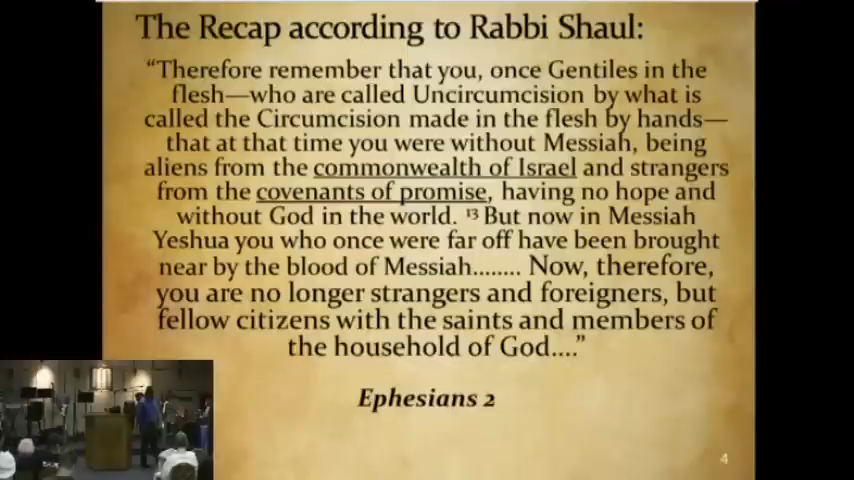 The Recap according to Rabbi Shaul:
“Therefore remember that you, once Gentiles in the
flesh—who are called Uncircumcision by what is
called the Circumcision made in the flesh by hands—
that at that time you were without Messiah, being
aliens from the commonwealth of Israel and strangers
from the covenants of promise, having no hope and
without God in the world. ¹³ But now in Messiah
Yeshua you who once were far off have been brought
near by the blood of Messiah........ Now, therefore,
you are no longer strangers and foreigners, but
fellow citizens with the saints and members of
the household of God....”
Ephesians 2
4